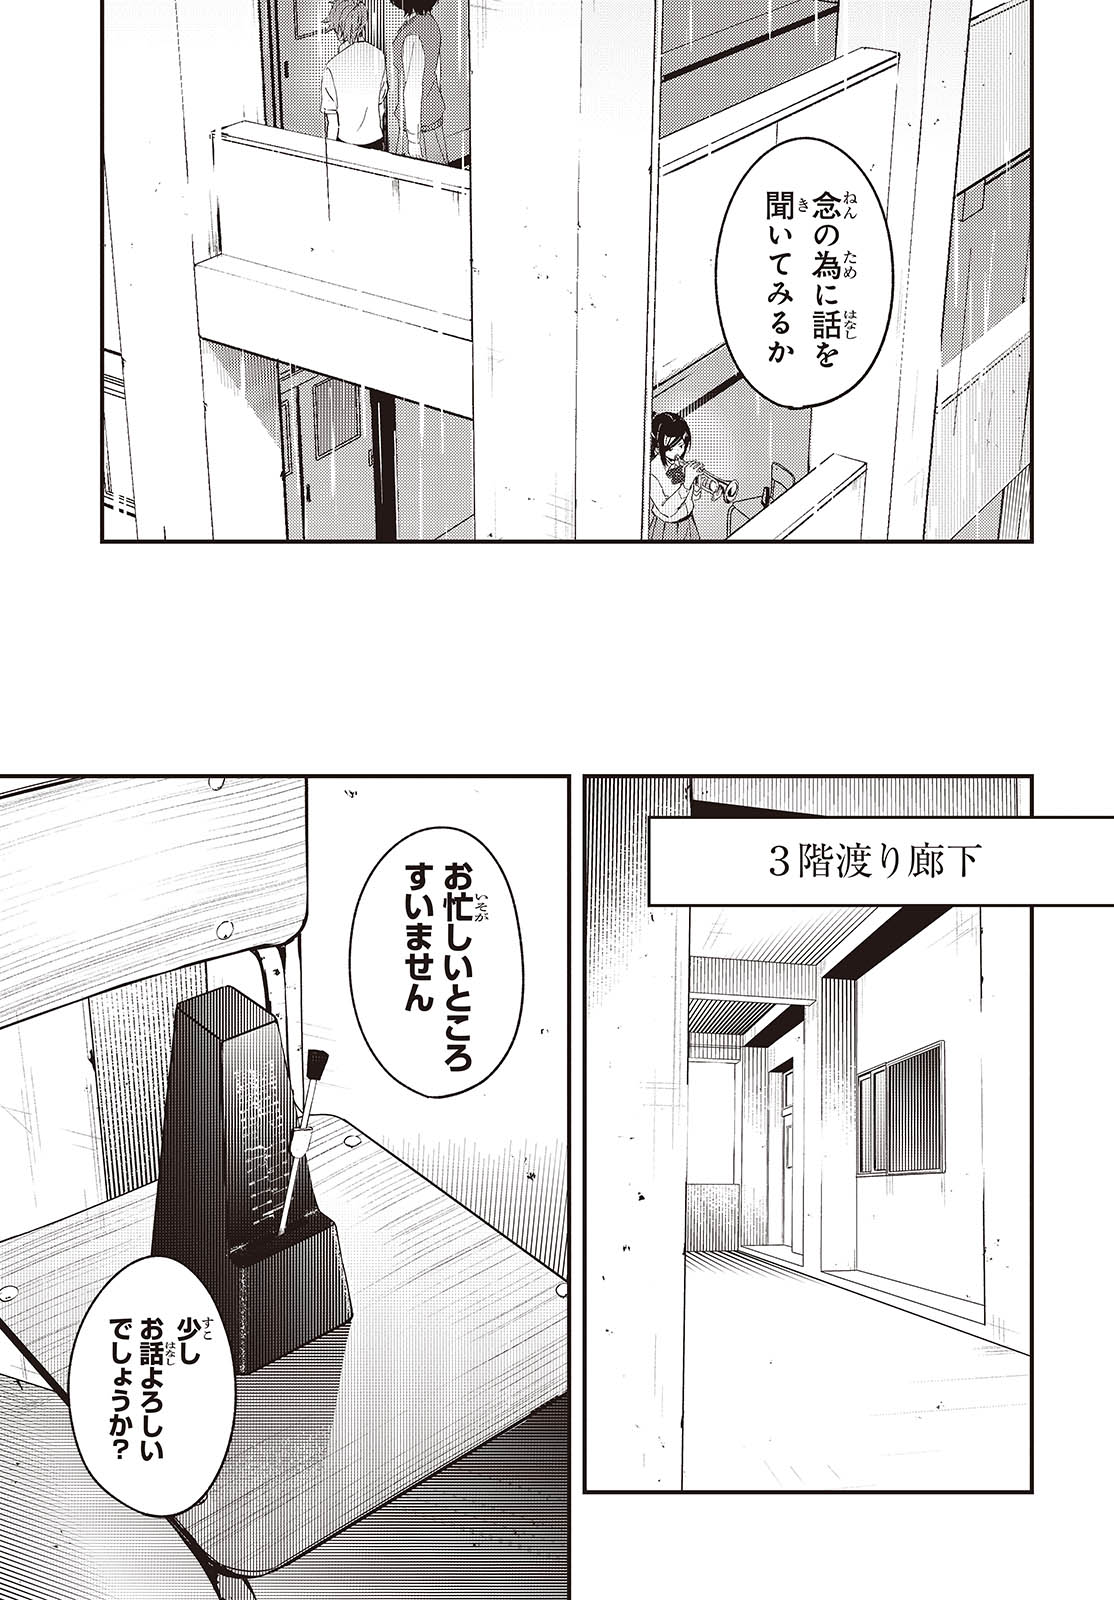 念の為に話を
聞いてみるか
3階渡り廊下
お忙しいところ
すいません
少し
お話よろしい
でしょうか?